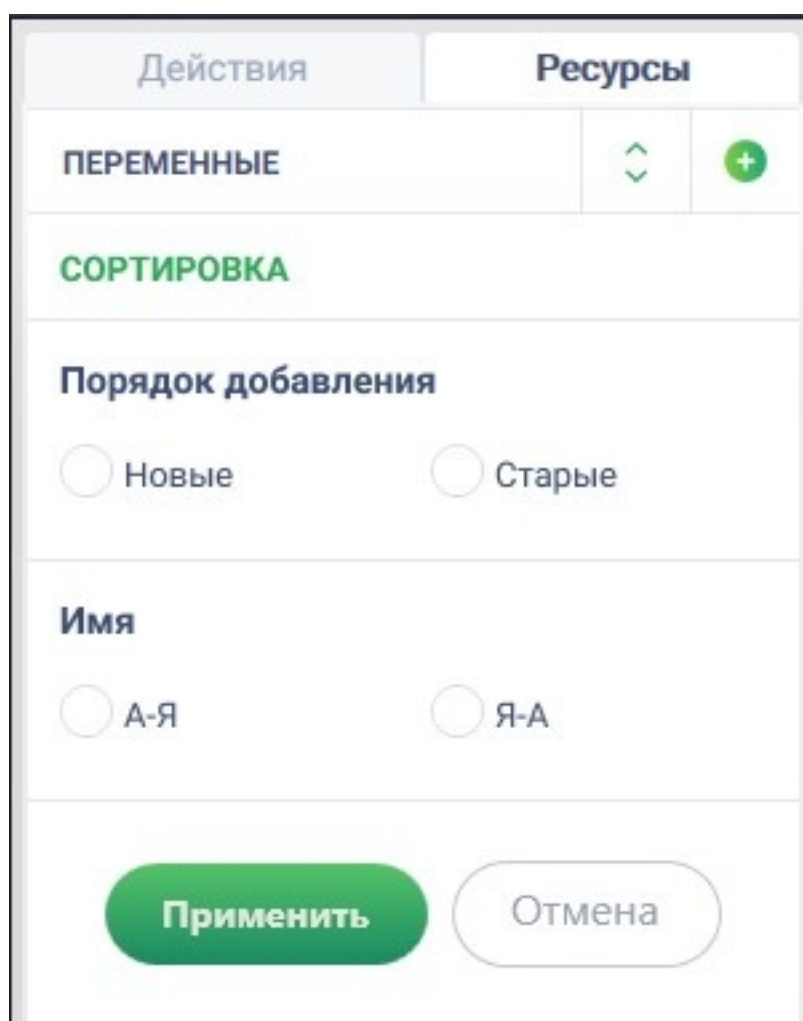 Действия Ресурсы
ПЕРЕМЕННЫЕ
СОРТИРОВКА
Порядок добавления
Новые Старые
Имя
А-Я Я-А
Применить Отмена